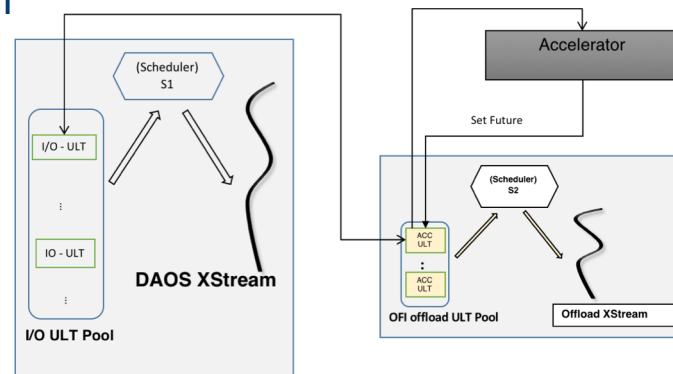 (Scheduler)
S1
I/O - ULT
⋮
IO - ULT
⋮
DAOS XStream
I/O ULT Pool
Accelerator
Set Future
(Scheduler)
S2
ACC
ULT
⋮
ACC
ULT
OFI offload ULT Pool
Offload XStream